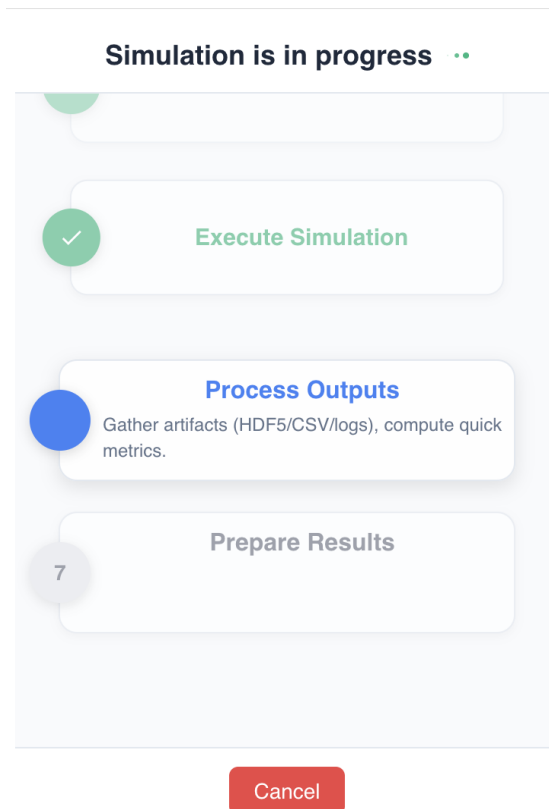 Simulation is in progress
Execute Simulation
Process Outputs
Gather artifacts (HDF5/CSV/logs), compute quick
metrics.
Prepare Results
7
Cancel